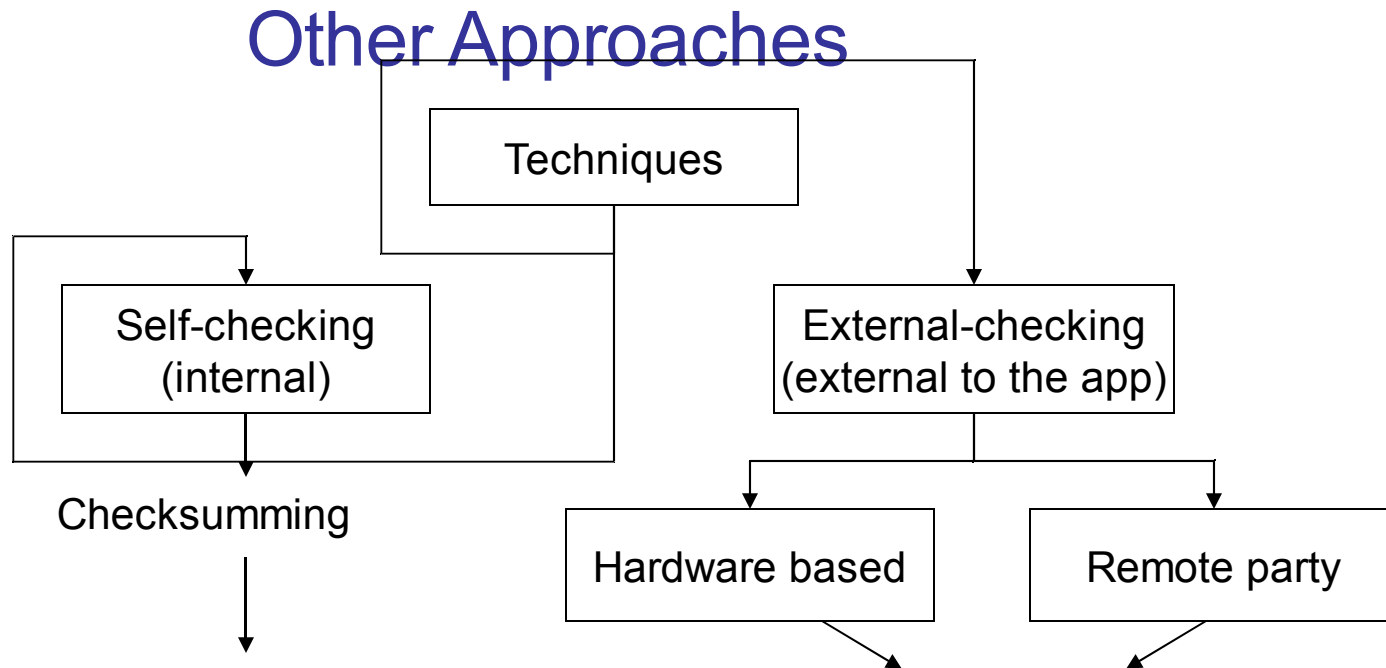 Other Approaches
Techniques
Self-checking
(internal)
External-checking
(external to the app)
Checksumming
Hardware based
Remote party